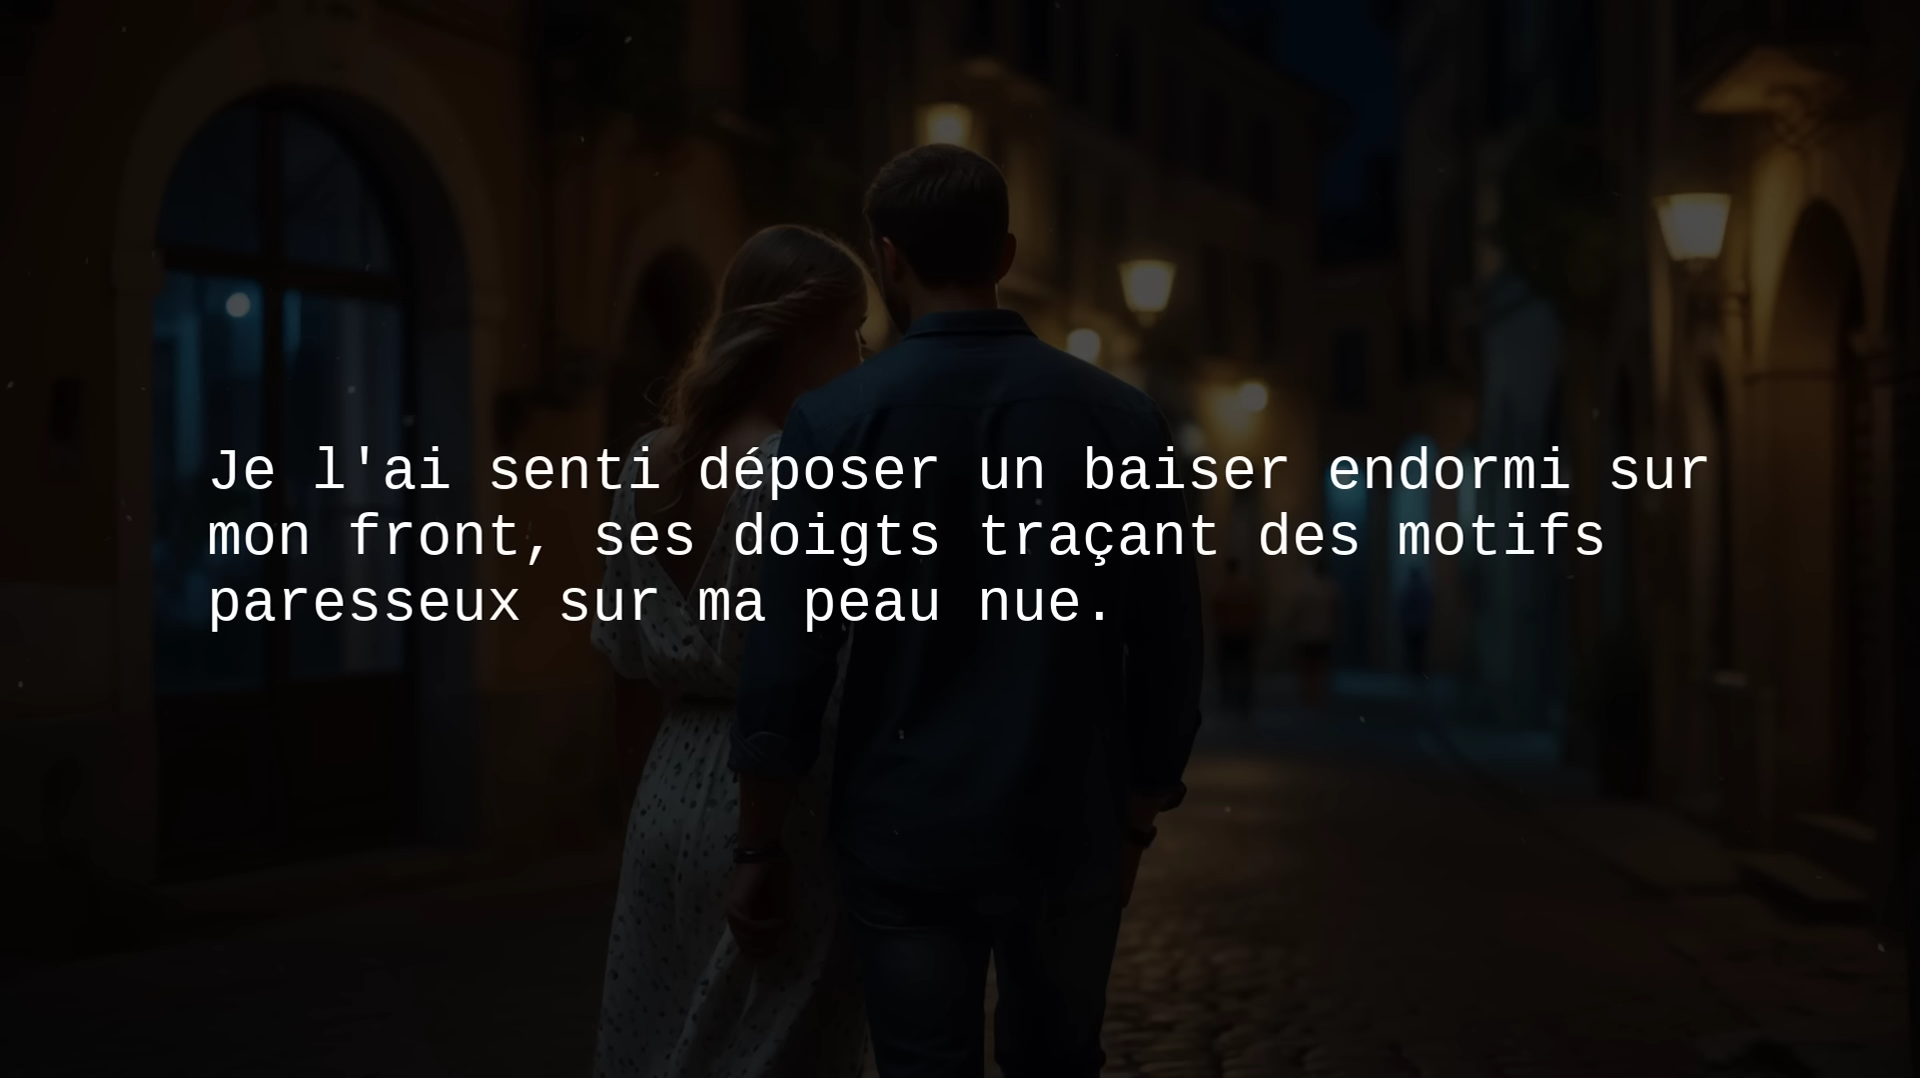 Je l'ai senti déposer un baiser endormi sur
mon front, ses doigts traçant des motifs
paresseux sur ma peau nue.